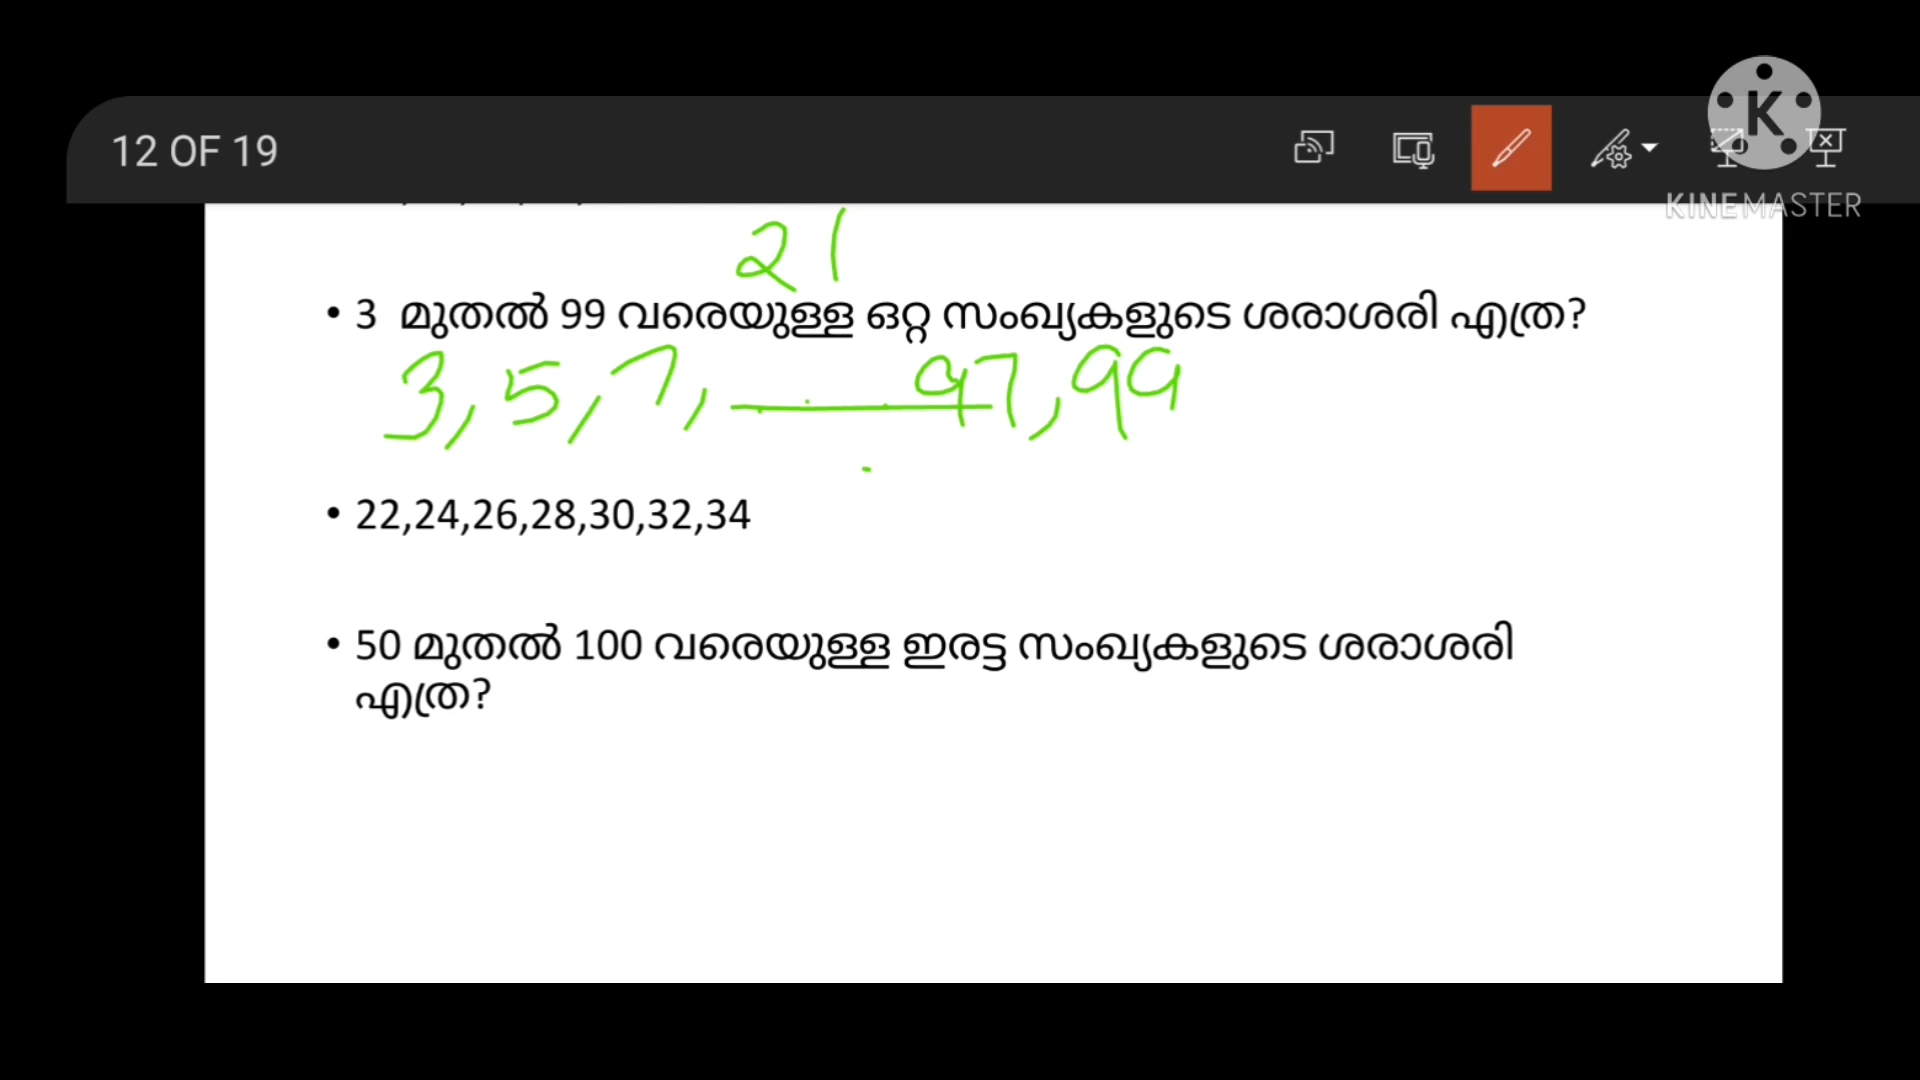 12 OF 19
K
KINEMASTER
21
• 3 മുതൽ 99 വരെയുള്ള ഒറ്റ സംഖ്യകളുടെ ശരാശരി എത്ര?
3, 5, 7, 97, 99
• 22,24,26,28,30,32,34
• 50 മുതൽ 100 വരെയുള്ള ഇരട്ട സംഖ്യകളുടെ ശരാശരി
എത്ര?